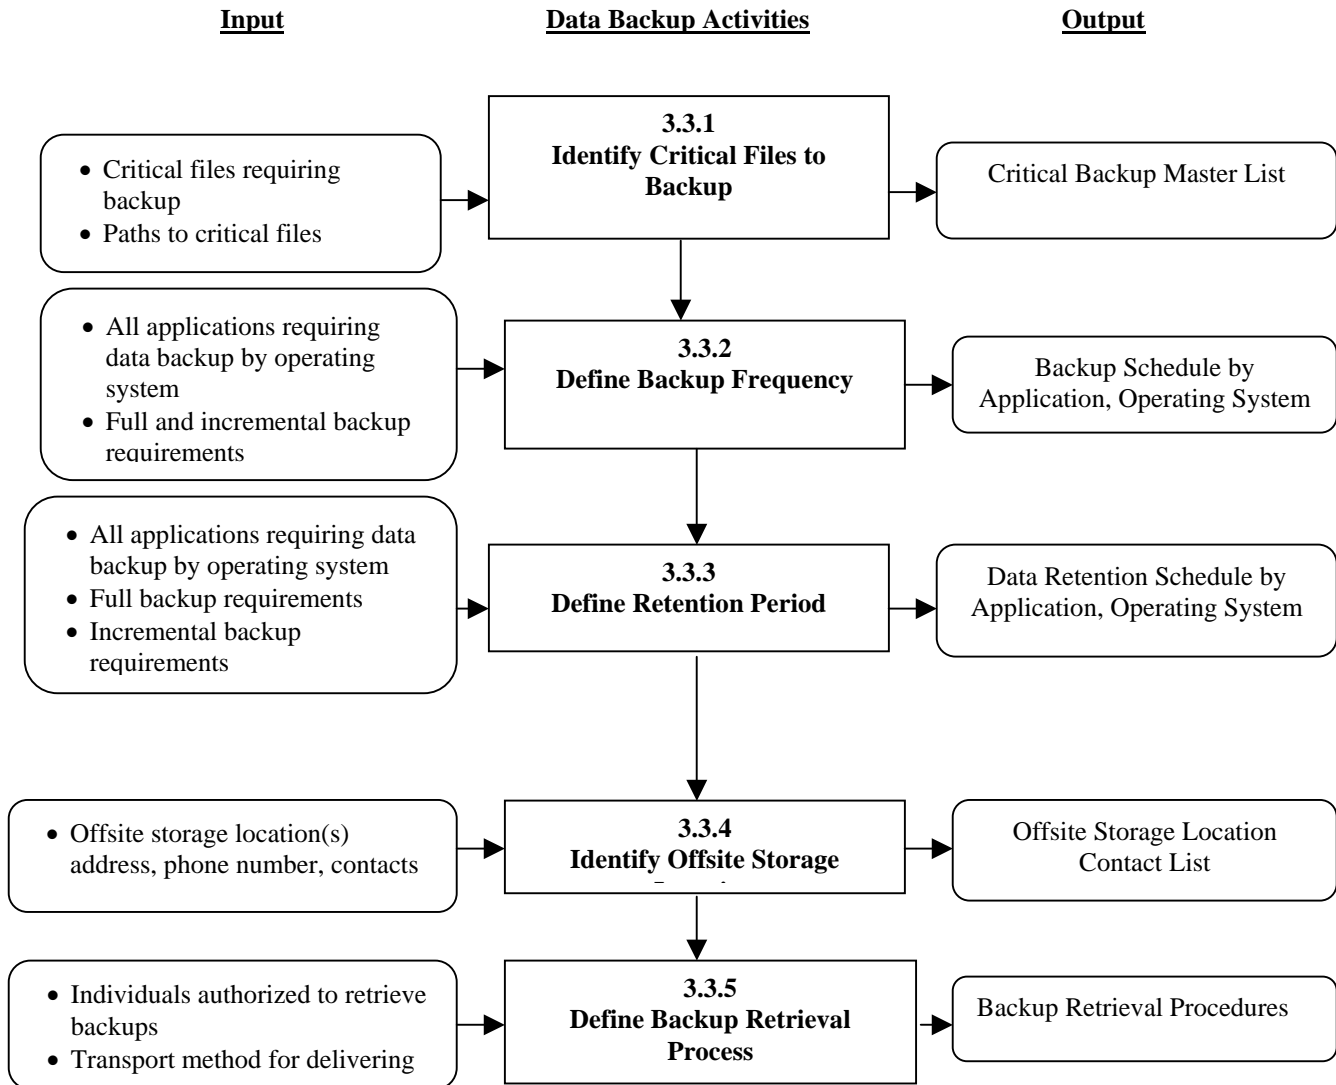 Input
Data Backup Activities
Output
• Critical files requiring
backup
• Paths to critical files
3.3.1
Identify Critical Files to
Backup
Critical Backup Master List
• All applications requiring
data backup by operating
system
• Full and incremental backup
requirements
3.3.2
Define Backup Frequency
Backup Schedule by
Application, Operating System
• All applications requiring data
backup by operating system
• Full backup requirements
• Incremental backup
requirements
3.3.3
Define Retention Period
Data Retention Schedule by
Application, Operating System
• Offsite storage location(s)
address, phone number, contacts
3.3.4
Identify Offsite Storage
Offsite Storage Location
Contact List
• Individuals authorized to retrieve
backups
• Transport method for delivering
3.3.5
Define Backup Retrieval
Process
Backup Retrieval Procedures